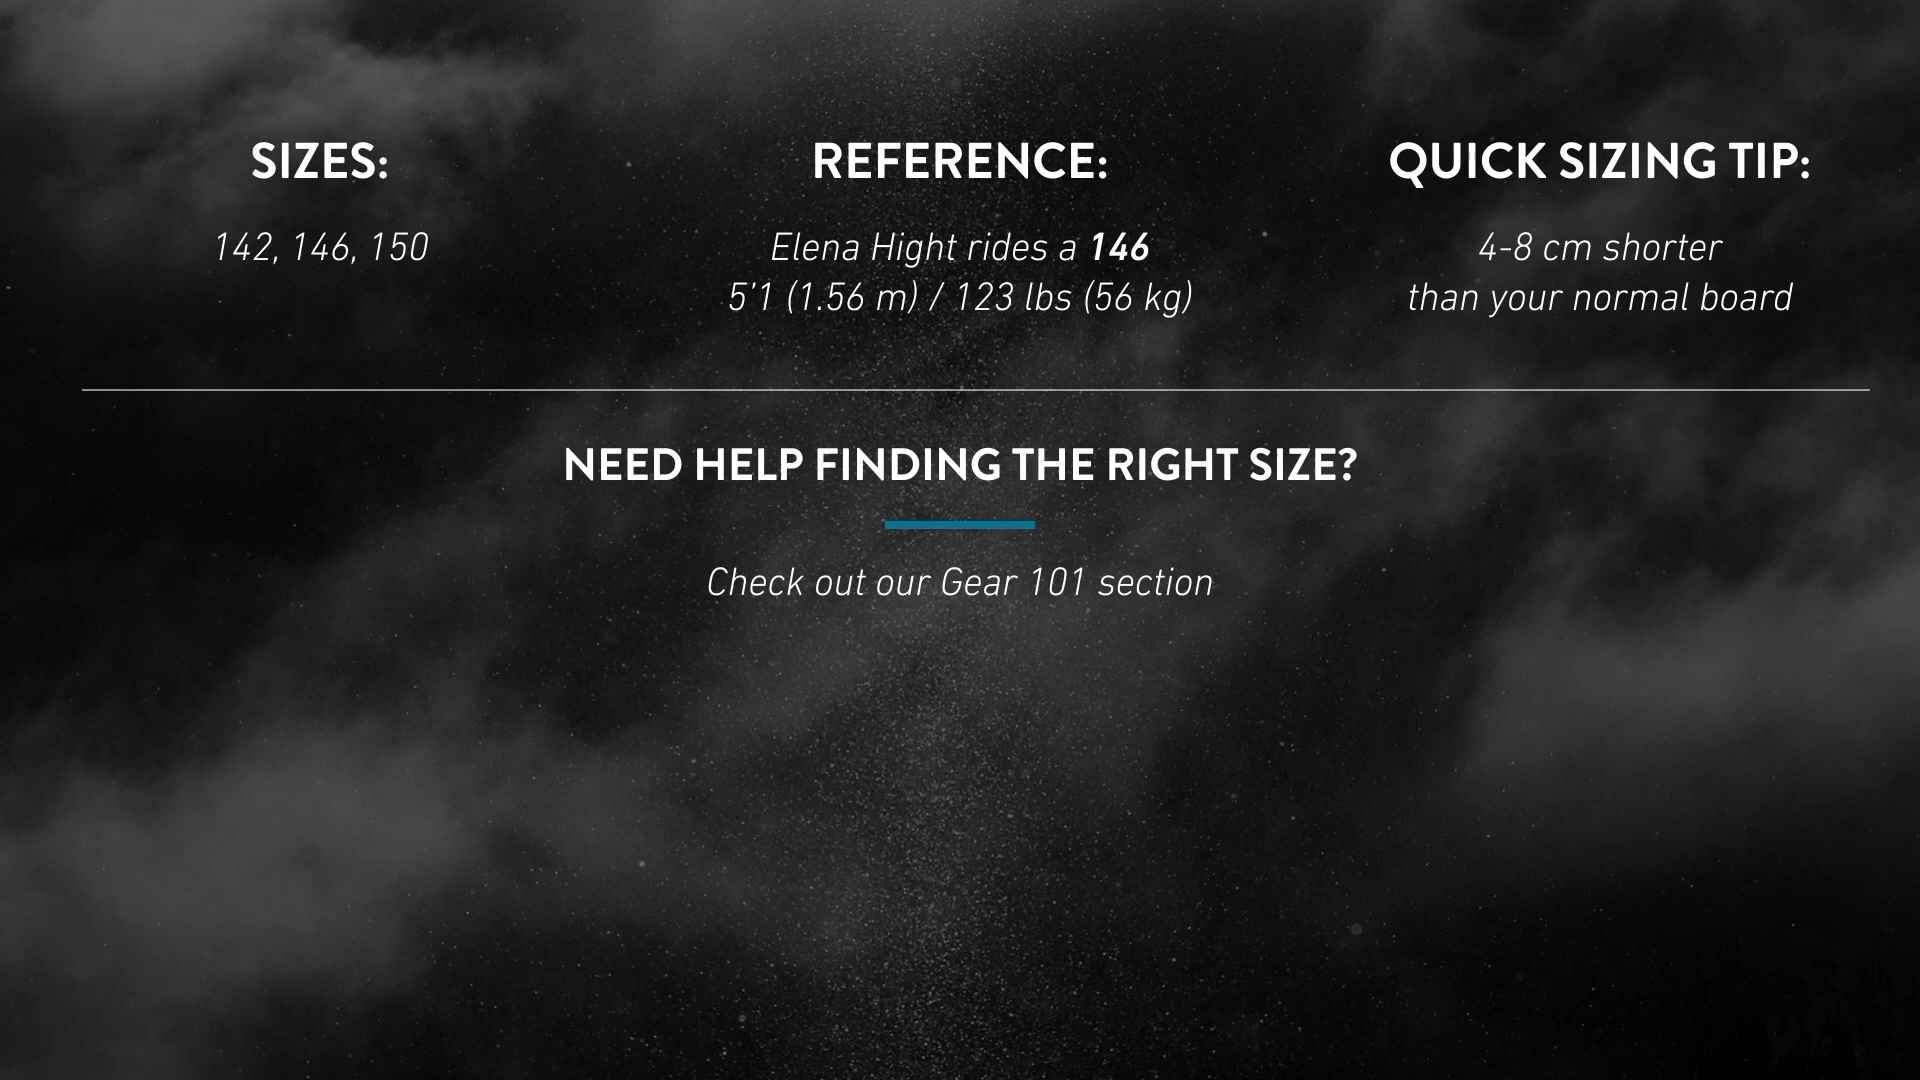 SIZES:
142, 146, 150
REFERENCE:
Elena Hight rides a 146
5'1 (1.56 m) / 123 lbs (56 kg)
QUICK SIZING TIP:
4-8 cm shorter
than your normal board
NEED HELP FINDING THE RIGHT SIZE?
Check out our Gear 101 section